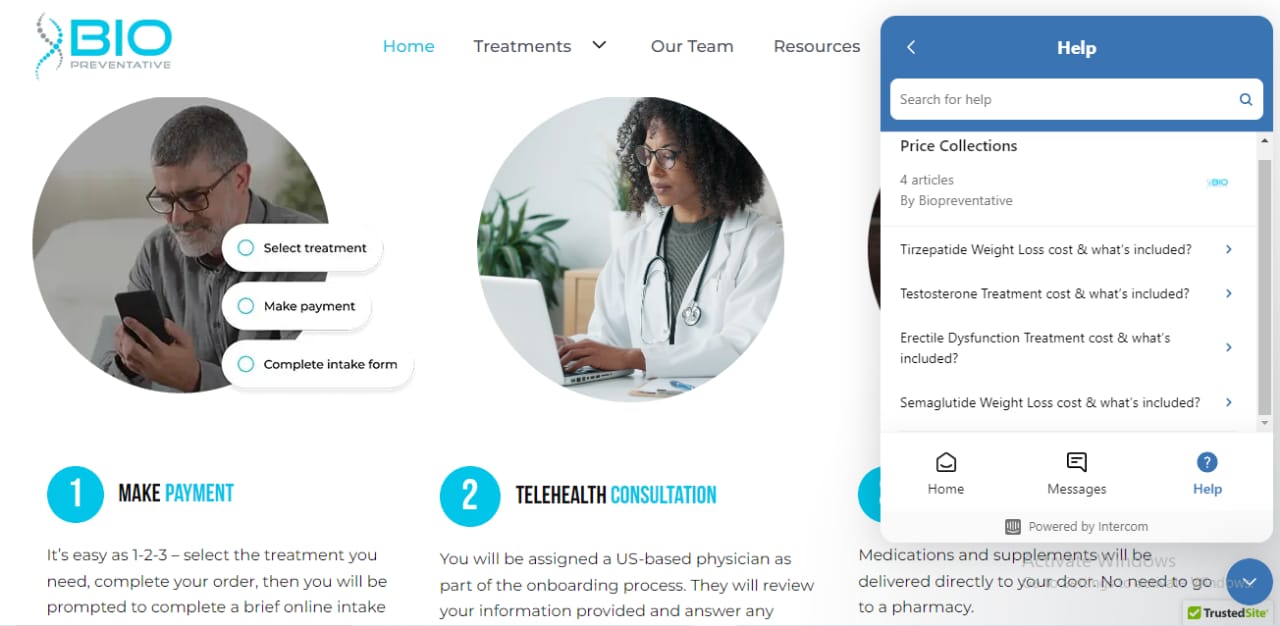 BIO
PREVENTATIVE
Home Treatments Our Team Resources
Select treatment
Make payment
Complete intake form
1 MAKE PAYMENT
It's easy as 1-2-3 – select the treatment you
need, complete your order, then you will be
prompted to complete a brief online intake
2 TELEHEALTH CONSULTATION
You will be assigned a US-based physician as
part of the onboarding process. They will review
your information provided and answer any
Medications and supplements will be
delivered directly to your door. No need to go
to a pharmacy.
Help
Search for help
Price Collections
4 articles
By Biopreventative
BIO
Tirzepatide Weight Loss cost & what's included?
Testosterone Treatment cost & what's included?
Erectile Dysfunction Treatment cost & what's
included?
Semaglutide Weight Loss cost & what's included?
Home
Messages
?
Help
Powered by Intercom
Activate Windows
TrustedSite